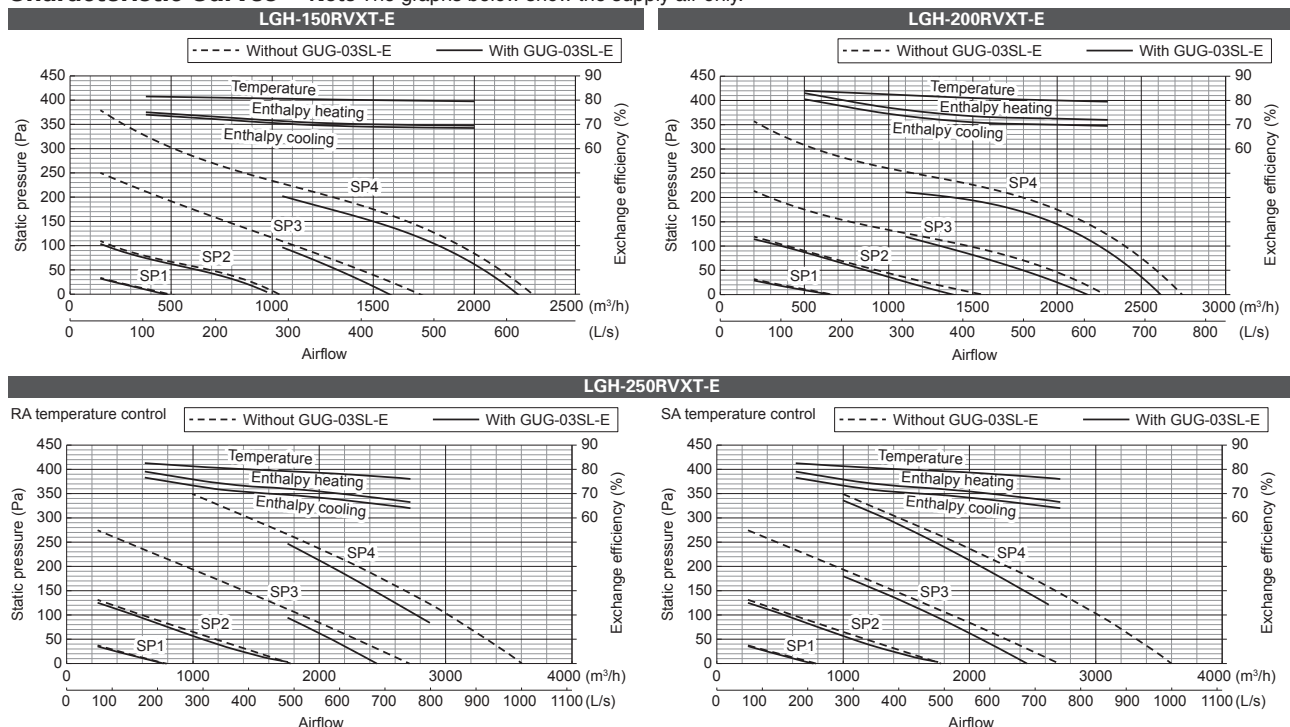 Characteristic Curves Note The graphs below show the supply air only.
LGH-150RVXT-E
Without GUG-03SL-E With GUG-03SL-E
Static pressure (Pa)
450
400
350
300
250
200
150
100
50
0
Temperature
Enthalpy heating
Enthalpy cooling
SP4
SP3
SP2
SP1
90
80
70
60
Exchange efficiency (%)
500 1000 1500 2000 2500 (m³/h)
0 100 200 300 400 500 600 (L/s)
Airflow
LGH-200RVXT-E
Without GUG-03SL-E With GUG-03SL-E
Static pressure (Pa)
450
400
350
300
250
200
150
100
50
0
Temperature
Enthalpy heating
Enthalpy cooling
SP4
SP3
SP2
SP1
90
80
70
60
Exchange efficiency (%)
500 1000 1500 2000 2500 3000 (m³/h)
0 100 200 300 400 500 600 700 800 (L/s)
Airflow
LGH-250RVXT-E
RA temperature control Without GUG-03SL-E With GUG-03SL-E
Static pressure (Pa)
450
400
350
300
250
200
150
100
50
0
Temperature
Enthalpy heating
Enthalpy cooling
SP4
SP3
SP2
SP1
90
80
70
60
Exchange efficiency (%)
0 1000 2000 3000 4000 (m³/h)
0 100 200 300 400 500 600 700 800 900 1000 1100 (L/s)
Airflow
SA temperature control Without GUG-03SL-E With GUG-03SL-E
Static pressure (Pa)
450
400
350
300
250
200
150
100
50
0
Temperature
Enthalpy heating
Enthalpy cooling
SP4
SP3
SP2
SP1
90
80
70
60
Exchange efficiency (%)
0 1000 2000 3000 4000 (m³/h)
0 100 200 300 400 500 600 700 800 900 1000 1100 (L/s)
Airflow